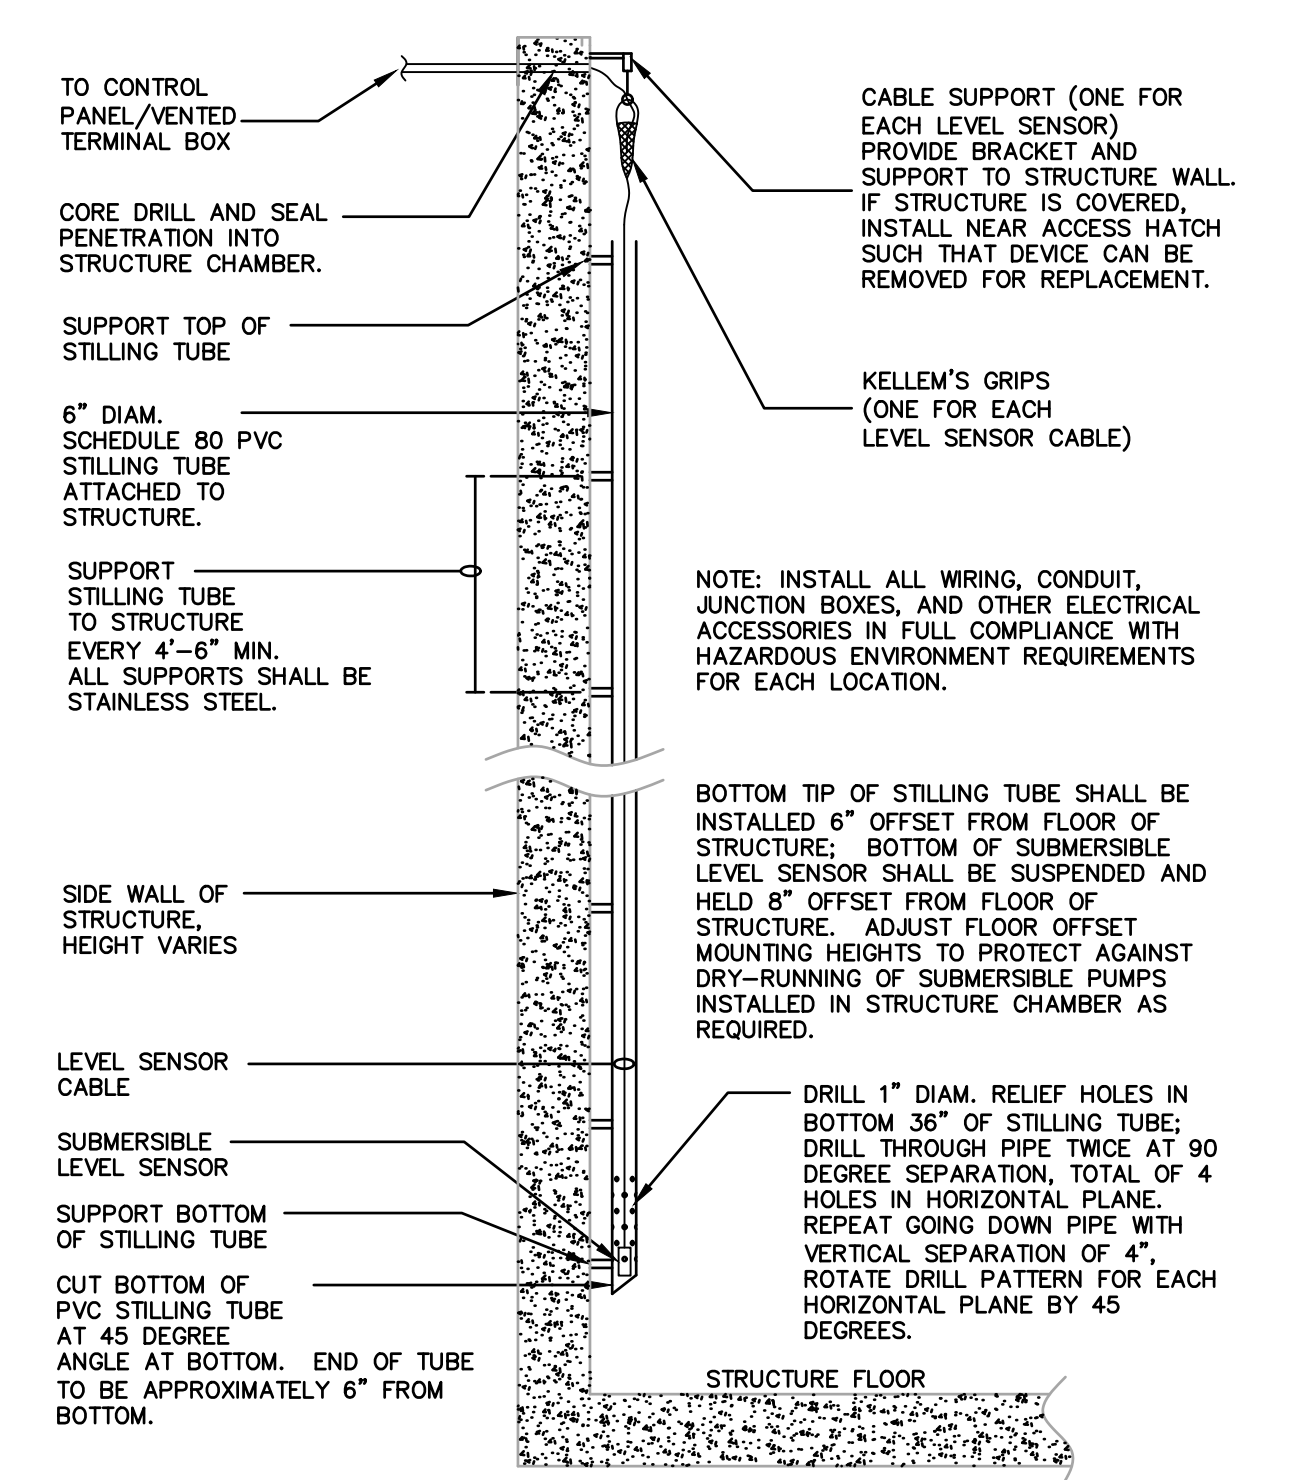 TO CONTROL
PANEL/VENTED
TERMINAL BOX
CORE DRILL AND SEAL
PENETRATION INTO
STRUCTURE CHAMBER.
SUPPORT TOP OF
STILLING TUBE
6" DIAM.
SCHEDULE 80 PVC
STILLING TUBE
ATTACHED TO
STRUCTURE.
SUPPORT
STILLING TUBE
TO STRUCTURE
EVERY 4'-6" MIN.
ALL SUPPORTS SHALL BE
STAINLESS STEEL.
SIDE WALL OF
STRUCTURE,
HEIGHT VARIES
LEVEL SENSOR
CABLE
SUBMERSIBLE
LEVEL SENSOR
SUPPORT BOTTOM
OF STILLING TUBE
CUT BOTTOM OF
PVC STILLING TUBE
AT 45 DEGREE
ANGLE AT BOTTOM.  END OF TUBE
TO BE APPROXIMATELY 6" FROM
BOTTOM.
CABLE SUPPORT (ONE FOR
EACH LEVEL SENSOR)
PROVIDE BRACKET AND
SUPPORT TO STRUCTURE WALL.
IF STRUCTURE IS COVERED,
INSTALL NEAR ACCESS HATCH
SUCH THAT DEVICE CAN BE
REMOVED FOR REPLACEMENT.
KELLEM'S GRIPS
(ONE FOR EACH
LEVEL SENSOR CABLE)
NOTE:  INSTALL ALL WIRING, CONDUIT,
JUNCTION BOXES, AND OTHER ELECTRICAL
ACCESSORIES IN FULL COMPLIANCE WITH
HAZARDOUS ENVIRONMENT REQUIREMENTS
FOR EACH LOCATION.
BOTTOM TIP OF STILLING TUBE SHALL BE
INSTALLED 6" OFFSET FROM FLOOR OF
STRUCTURE;  BOTTOM OF SUBMERSIBLE
LEVEL SENSOR SHALL BE SUSPENDED AND
HELD 8" OFFSET FROM FLOOR OF
STRUCTURE.  ADJUST FLOOR OFFSET
MOUNTING HEIGHTS TO PROTECT AGAINST
DRY-RUNNING OF SUBMERSIBLE PUMPS
INSTALLED IN STRUCTURE CHAMBER AS
REQUIRED.
DRILL 1" DIAM. RELIEF HOLES IN
BOTTOM 36" OF STILLING TUBE;
DRILL THROUGH PIPE TWICE AT 90
DEGREE SEPARATION, TOTAL OF 4
HOLES IN HORIZONTAL PLANE.
REPEAT GOING DOWN PIPE WITH
VERTICAL SEPARATION OF 4",
ROTATE DRILL PATTERN FOR EACH
HORIZONTAL PLANE BY 45
DEGREES.
STRUCTURE FLOOR